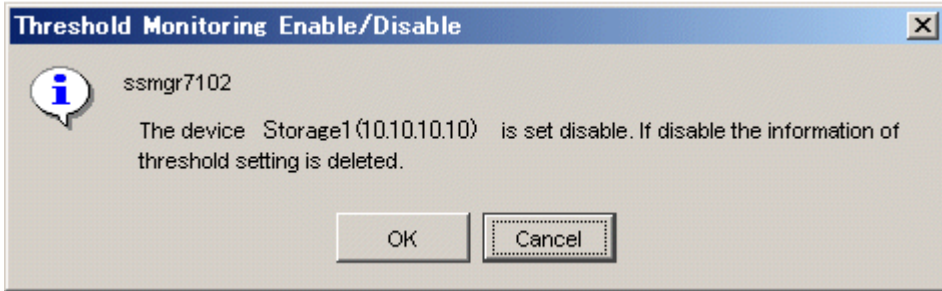 Threshold Monitoring Enable/Disable
ssmgr7102
The device Storage1(10.10.10.10) is set disable. If disable the information of
threshold setting is deleted.
OK Cancel